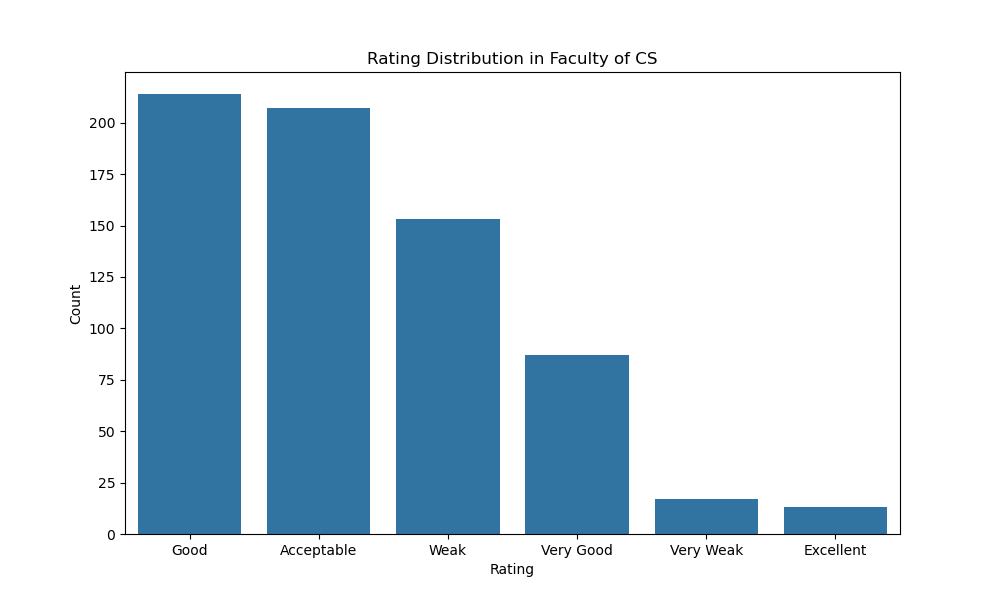 Rating Distribution in Faculty of CS
200
175
150
125
100
75
50
25
0
Count
Good Acceptable Weak Very Good Very Weak Excellent
Rating